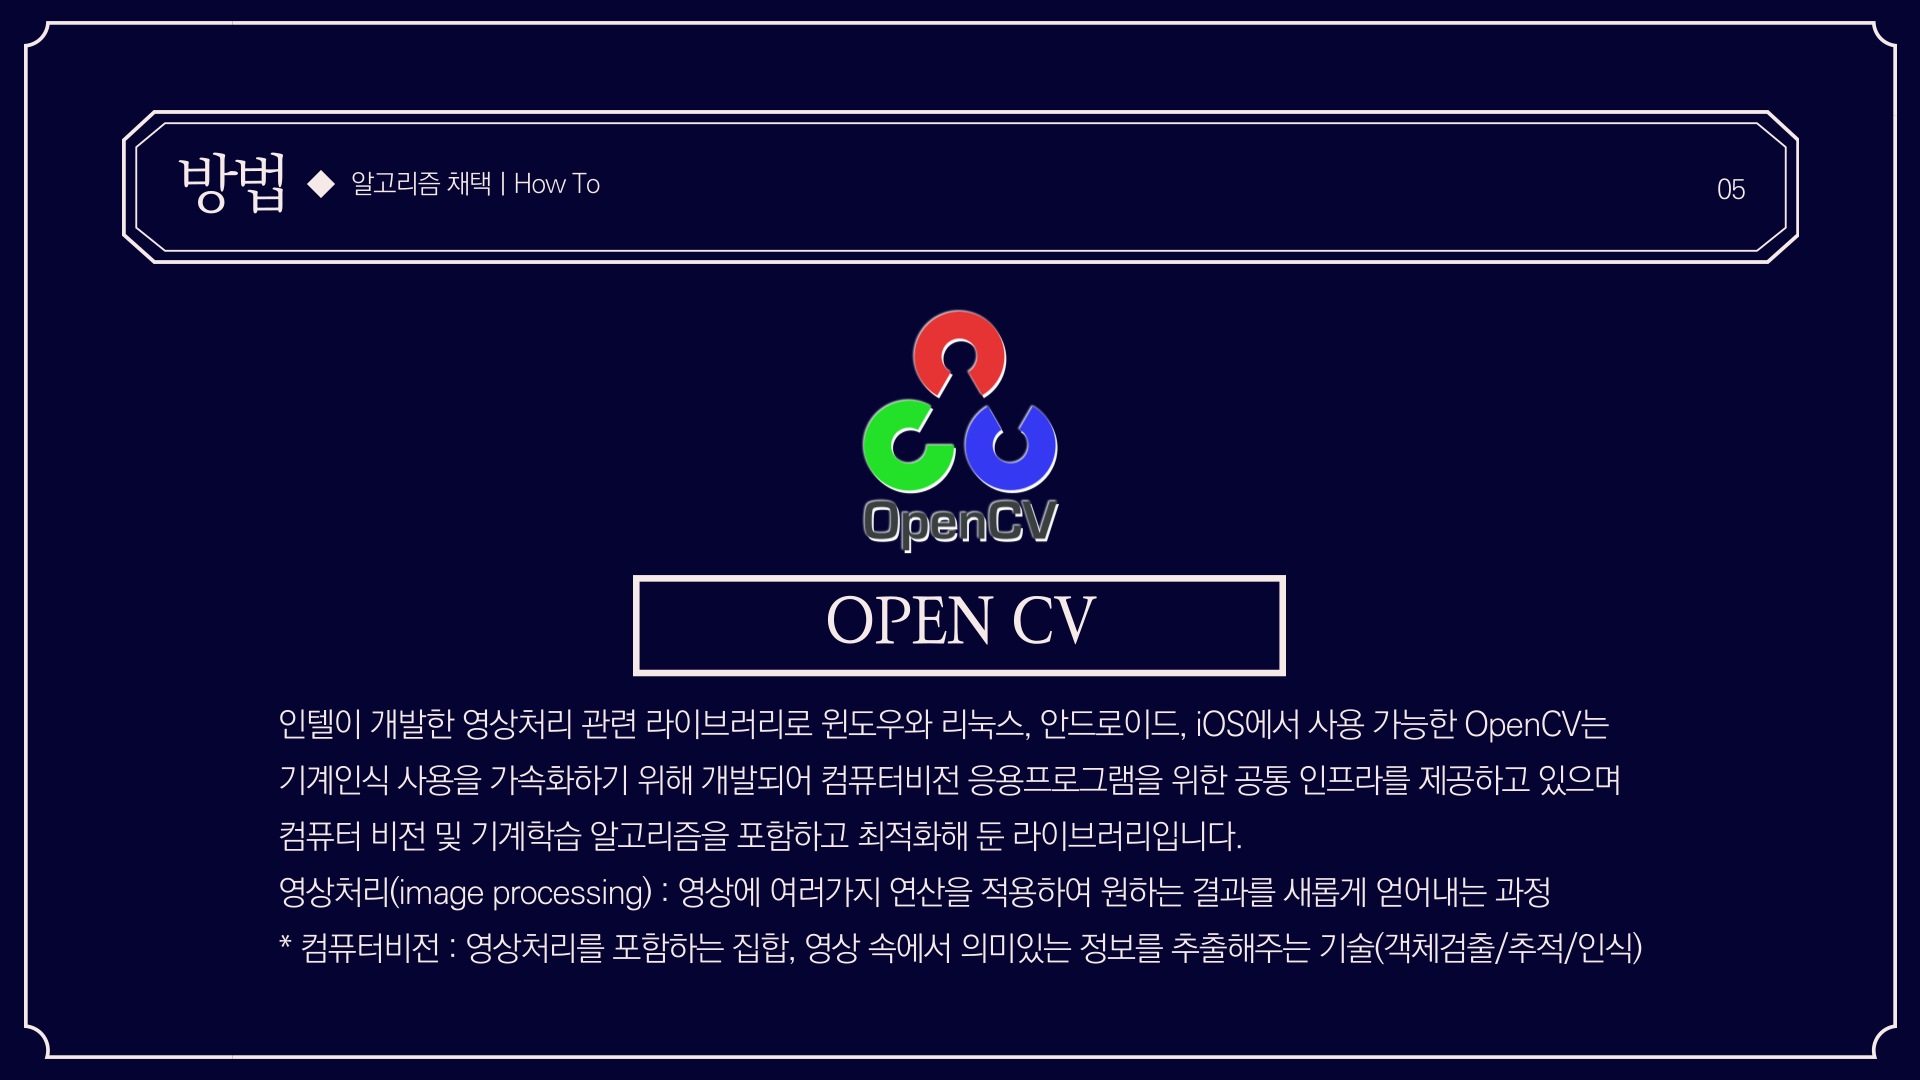 방법 ◆ 알고리즘 채택 | How To
05
OpenCV
OPEN CV
인텔이 개발한 영상처리 관련 라이브러리로 윈도우와 리눅스, 안드로이드, iOS에서 사용 가능한 OpenCV는
기계인식 사용을 가속화하기 위해 개발되어 컴퓨터비전 응용프로그램을 위한 공통 인프라를 제공하고 있으며
컴퓨터 비전 및 기계학습 알고리즘을 포함하고 최적화해 둔 라이브러리입니다.
영상처리(image processing) : 영상에 여러가지 연산을 적용하여 원하는 결과를 새롭게 얻어내는 과정
* 컴퓨터비전 : 영상처리를 포함하는 집합, 영상 속에서 의미있는 정보를 추출해주는 기술(객체검출/추적/인식)